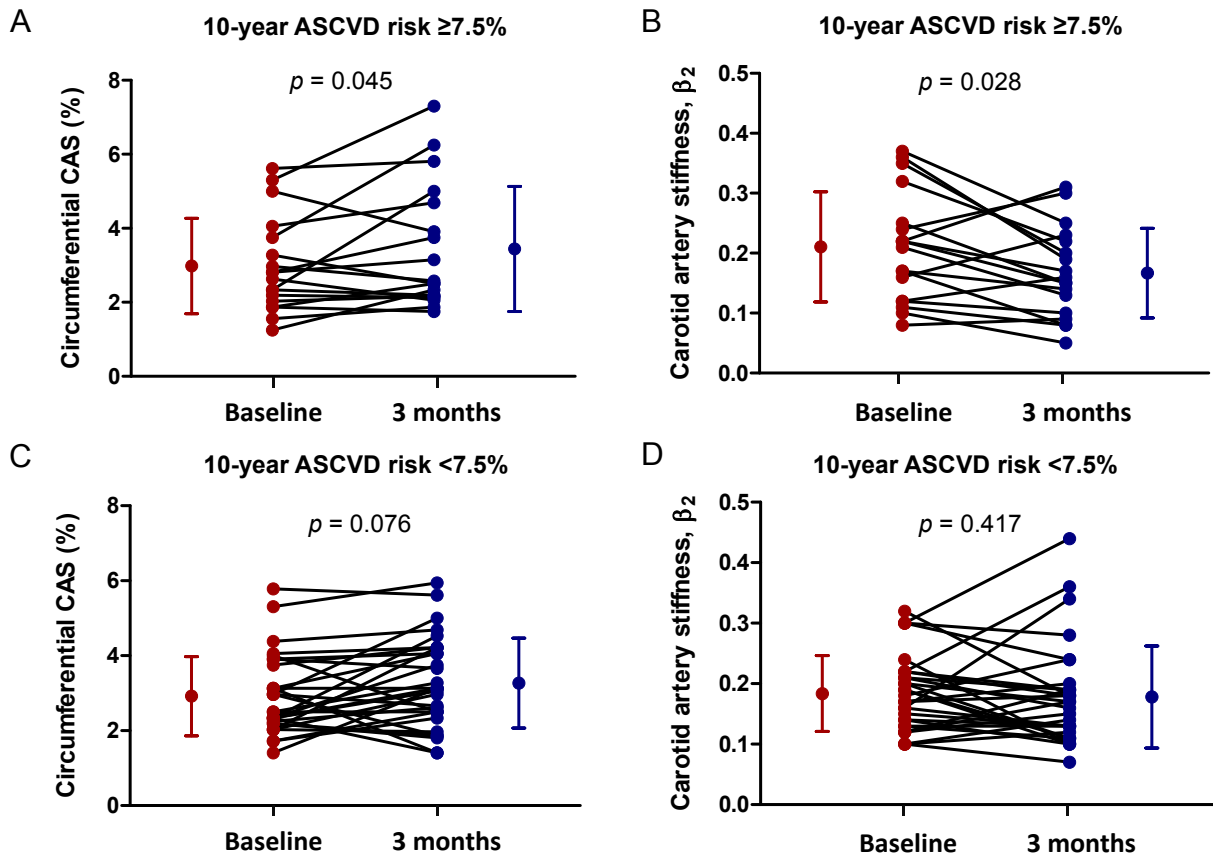 A
10-year ASCVD risk ≥7.5%
p = 0.045
Circumferential CAS (%)
8
6
4
2
0
Baseline
3 months
B
10-year ASCVD risk ≥7.5%
p = 0.028
Carotid artery stiffness, β₂
0.5
0.4
0.3
0.2
0.1
0.0
Baseline
3 months
C
10-year ASCVD risk <7.5%
p = 0.076
Circumferential CAS (%)
8
6
4
2
0
Baseline
3 months
D
10-year ASCVD risk <7.5%
p = 0.417
Carotid artery stiffness, β₂
0.5
0.4
0.3
0.2
0.1
0.0
Baseline
3 months